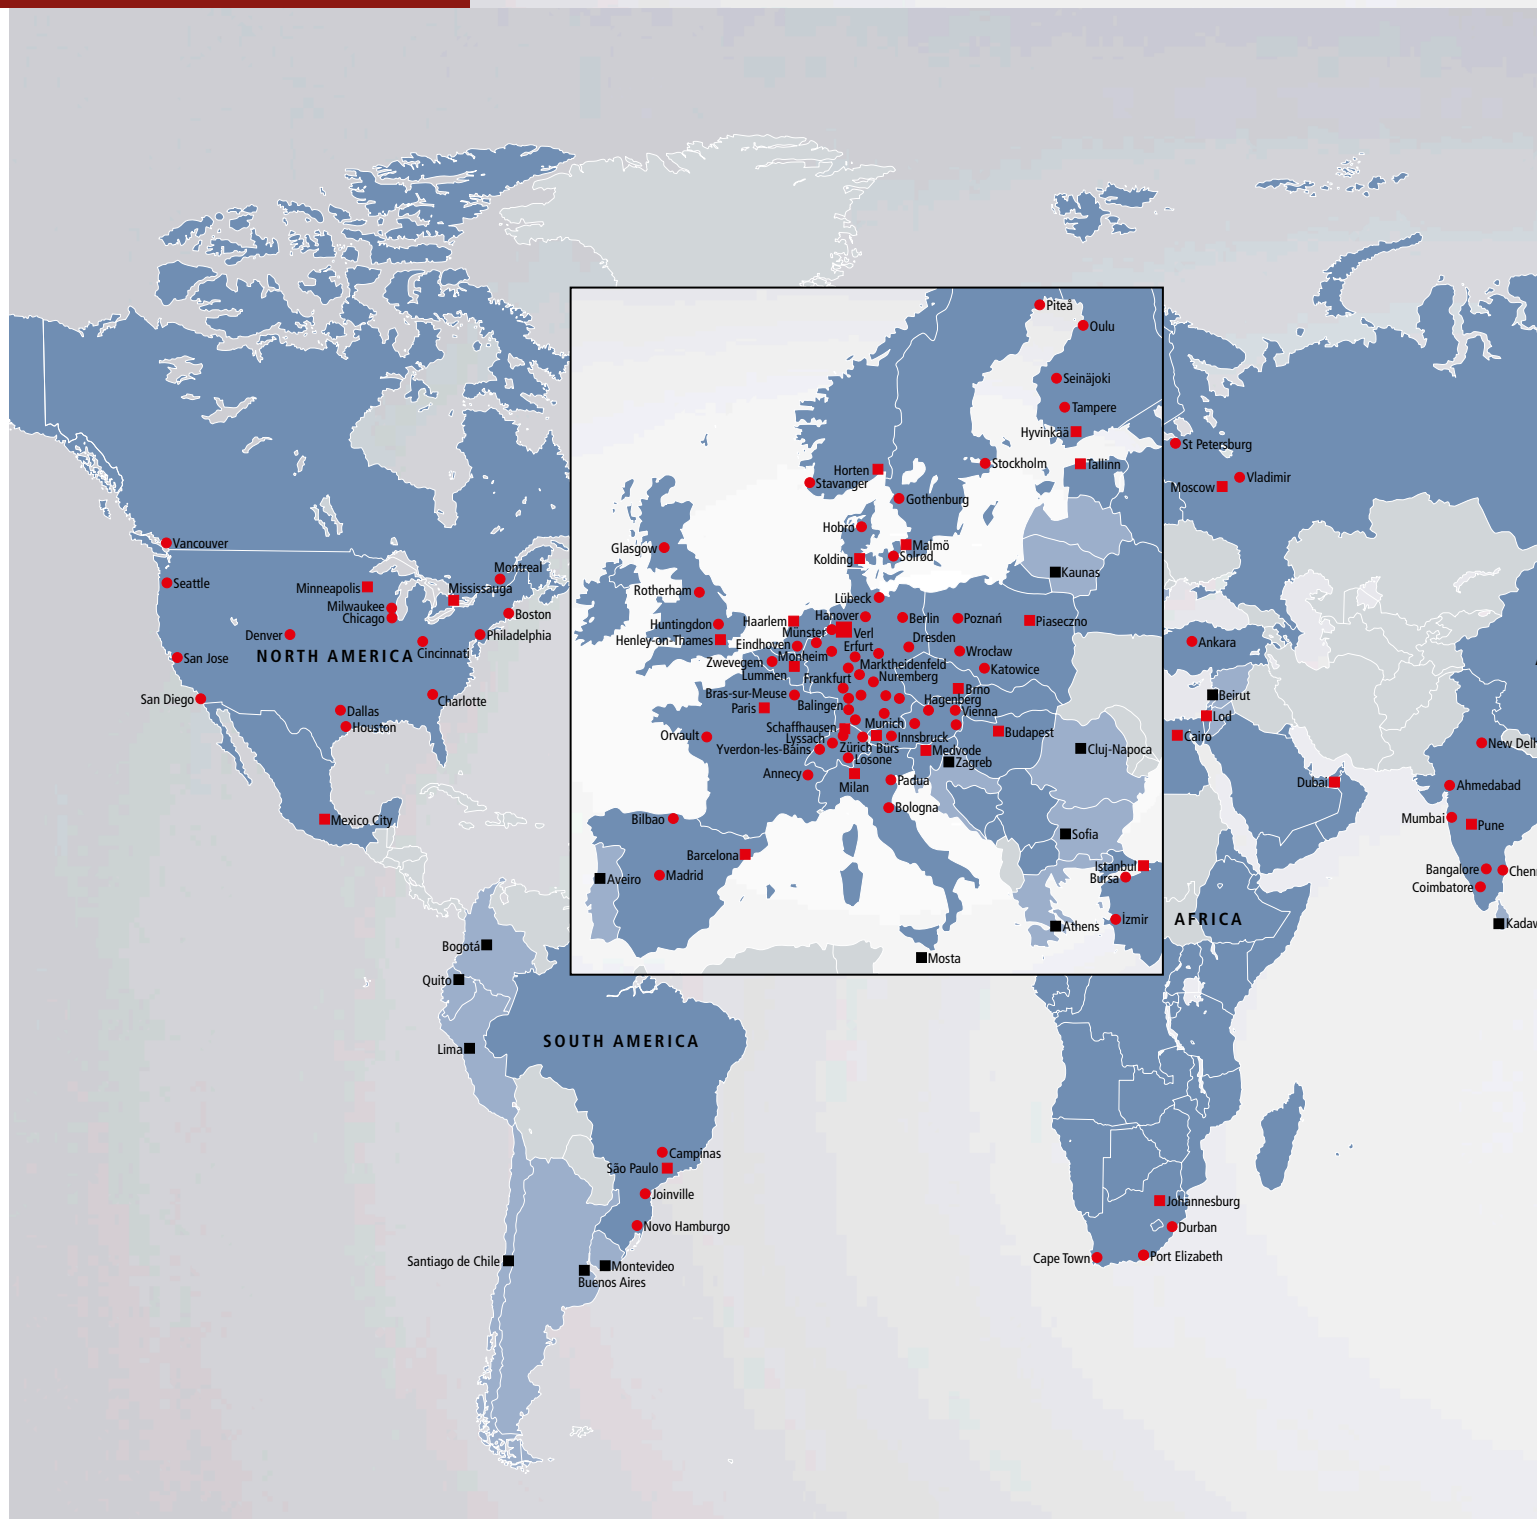 Piteå
Oulu
Seinäjoki
Tampere
Hyvinkää
St Petersburg
Horten
Stockholm
Tallinn
Vladimir
Stavanger
Moscow
Gothenburg
Hobro
Vancouver
Glasgow
Malmö
Kolding
Solrød
Montreal
Kaunas
Seattle
Minneapolis
Mississauga
Rotherham
Lübeck
Milwaukee
Chicago
Boston
Huntingdon
Haarlem
Hanover
Berlin
Poznań
Piaseczno
Denver
Philadelphia
Henley-on-Thames
Münster
Verl
Dresden
Ankara
Eindhoven
Erfurt
San Jose
NORTH AMERICA
Cincinnati
Zwevegem
Monheim
Wrocław
Marktheidenfeld
Katowice
Lummen
Frankfurt
Nuremberg
San Diego
Charlotte
Bras-sur-Meuse
Brno
Beirut
Paris
Balingen
Hagenberg
Dallas
Vienna
Lod
Houston
Schaffhausen
Munich
Budapest
Orvault
Lyssach
Innsbruck
Cairo
New Delh
Yverdon-les-Bains
Zürich
Bürs
Medvode
Cluj-Napoca
Losone
Zagreb
Annecy
Milan
Padua
Dubai
Ahmedabad
Bologna
Mexico City
Bilbao
Mumbai
Pune
Sofia
Barcelona
Istanbul
Aveiro
Madrid
Bursa
Bangalore
Chenn
Coimbatore
İzmir
AFRICA
Athens
Kadaw
Bogotá
Mosta
Quito
SOUTH AMERICA
Lima
Campinas
São Paulo
Joinville
Johannesburg
Novo Hamburgo
Durban
Santiago de Chile
Cape Town
Port Elizabeth
Montevideo
Buenos Aires